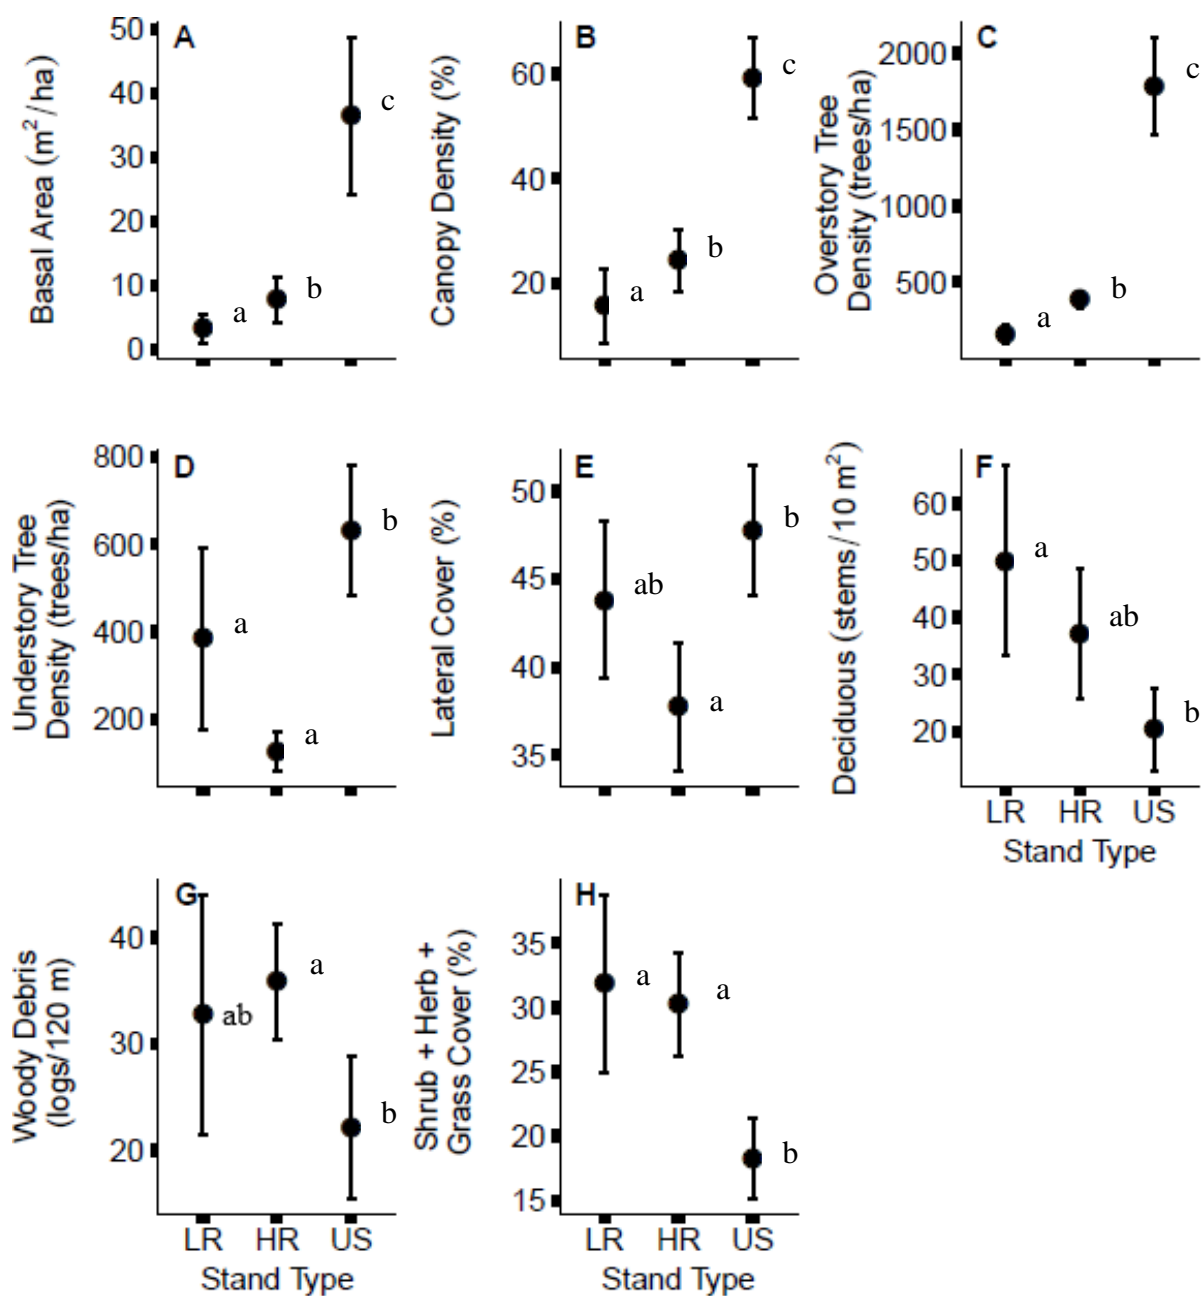 A
Basal Area (m²/ha)
50
40
30
20
10
0
a
b
c
B
Canopy Density (%)
60
40
20
a
b
c
C
Overstory Tree
Density (trees/ha)
2000
1500
1000
500
a
b
c
D
Understory Tree
Density (trees/ha)
800
600
400
200
a
a
b
E
Lateral Cover (%)
50
45
40
35
ab
a
b
F
Deciduous (stems/10 m²)
60
50
40
30
20
a
ab
b
LR HR US
Stand Type
G
Woody Debris
(logs/120 m)
40
30
20
ab
a
b
LR HR US
Stand Type
H
Shrub + Herb +
Grass Cover (%)
35
30
25
20
15
a
a
b
LR HR US
Stand Type